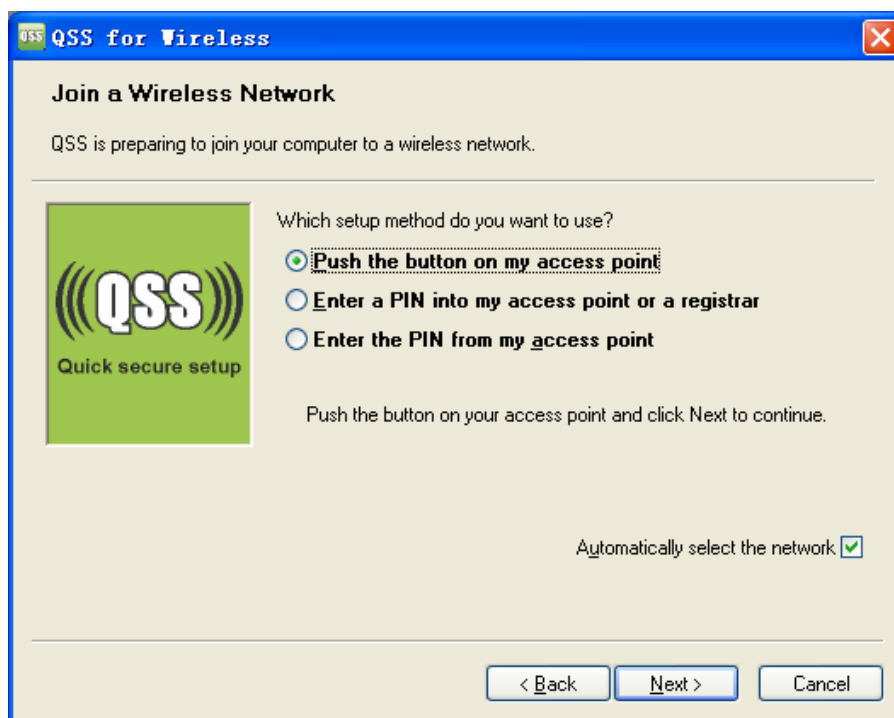 QSS QSS for Wireless
Join a Wireless Network
QSS is preparing to join your computer to a wireless network.
Which setup method do you want to use?
Push the button on my access point
Enter a PIN into my access point or a registrar
Enter the PIN from my access point
QSS
Quick secure setup
Push the button on your access point and click Next to continue.
Automatically select the network
< Back Next > Cancel